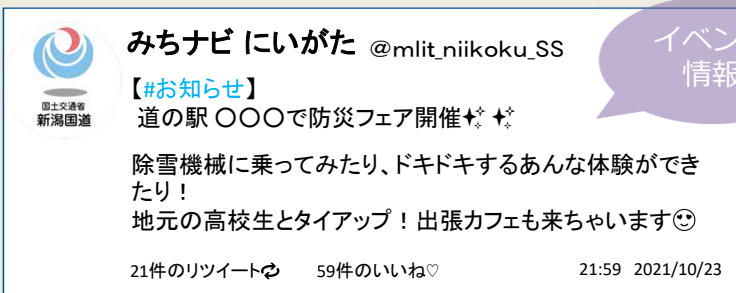 みちナビ にいがた @mlit_niikoku_SS
イベン
情報
国土交通省
新潟国道
【#お知らせ】
道の駅 〇〇〇で防災フェア開催
除雪機械に乗ってみたり、ドキドキするあんな体験ができ
たり！
地元の高校生とタイアップ！出張カフェも来ちゃいます
21件のリツイート 59件のいいね♡ 21:59 2021/10/23